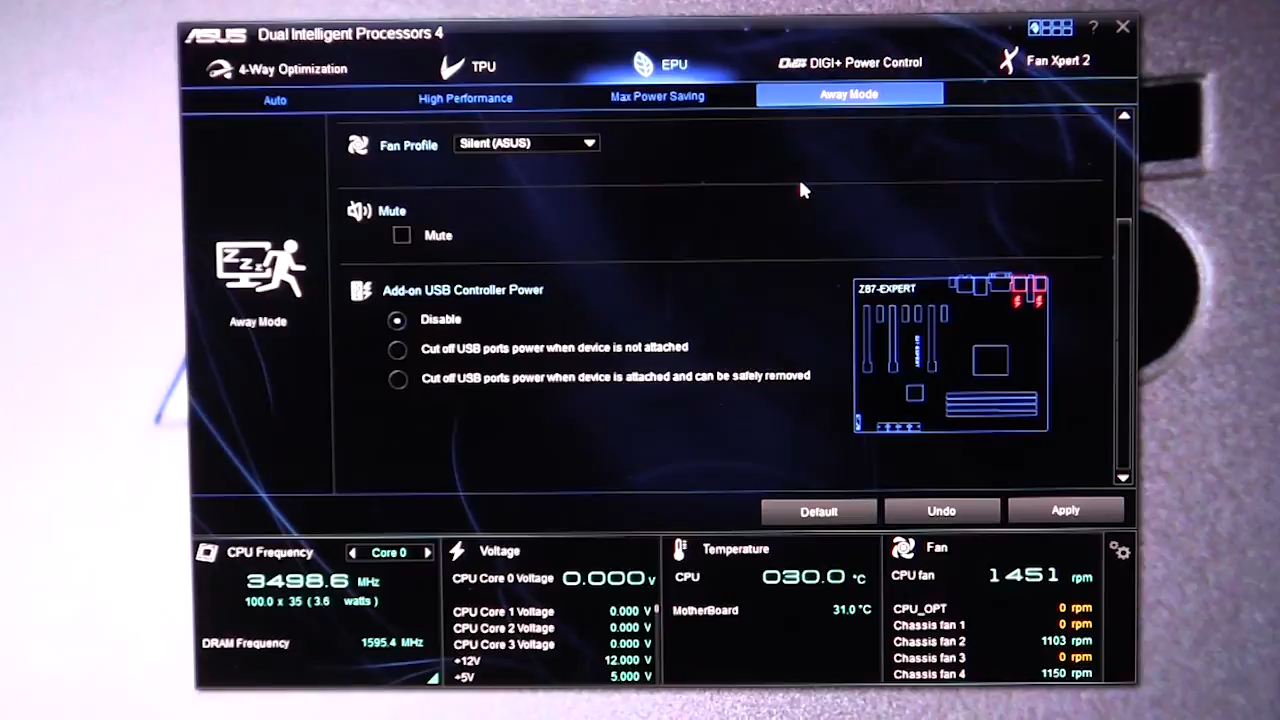 ASUS Dual Intelligent Processors 4
?
4-Way Optimization TPU EPU DIGI+ Power Control Fan Xpert 2
Auto High Performance Max Power Saving Away Mode
Fan Profile Silent (ASUS)
Mute
Mute
Add-on USB Controller Power
Disable
Cut off USB ports power when device is not attached
Cut off USB ports power when device is attached and can be safely removed
Z87-EXPERT
Z Z Z
Away Mode
Default Undo Apply
CPU Frequency Core 0
3498.6 MHz
100.0 x 35 (3.6 watts)
DRAM Frequency 1595.4 MHz
Voltage
CPU Core 0 Voltage 0.000 V
CPU Core 1 Voltage 0.000 V
CPU Core 2 Voltage 0.000 V
CPU Core 3 Voltage 0.000 V
+12V 12.000 V
+5V 5.000 V
Temperature
CPU 030.0 °C
MotherBoard 31.0 °C
Fan
CPU fan 1451 rpm
CPU_OPT 0 rpm
Chassis fan 1 0 rpm
Chassis fan 2 1103 rpm
Chassis fan 3 0 rpm
Chassis fan 4 1150 rpm